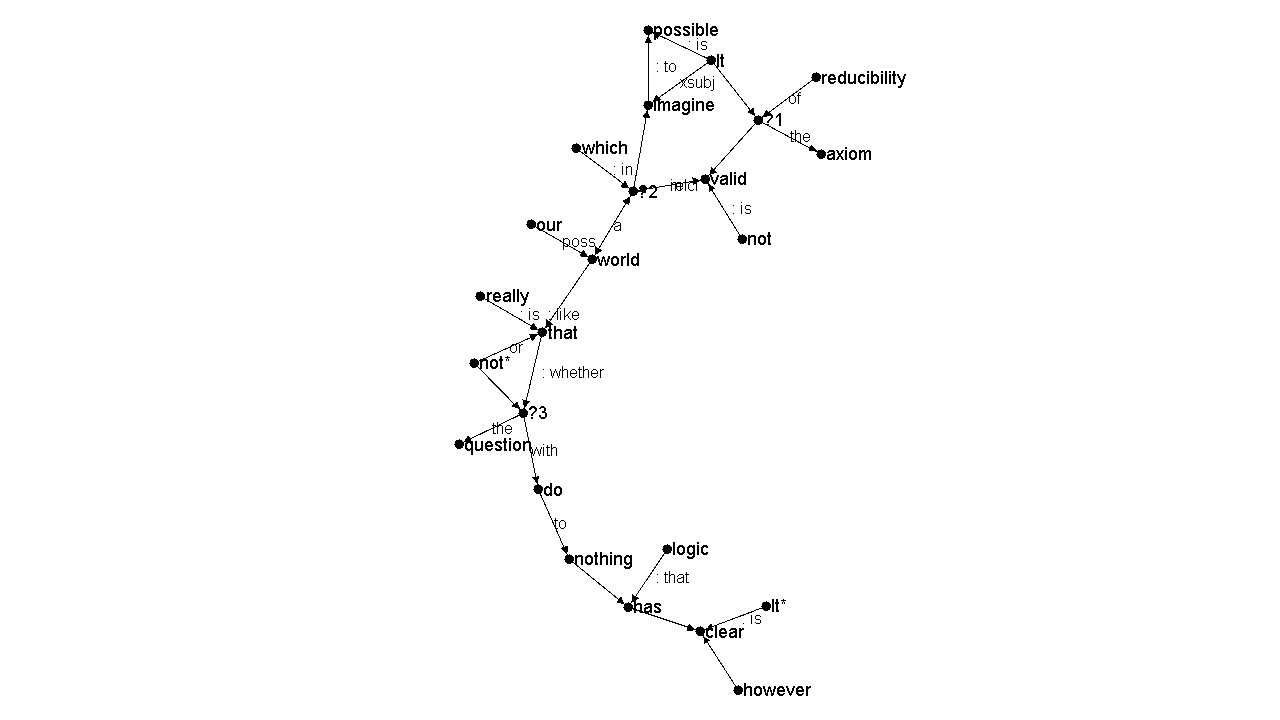 possible
: is
It
: to
xsubj
reducibility
imagine
of
?1
the
axiom
which
: in
valid
?2
: is
our
a
not
poss
world
really
: is
: like
that
or
not*
: whether
?3
the
question
with
do
to
logic
nothing
: that
It*
has
: is
clear
however